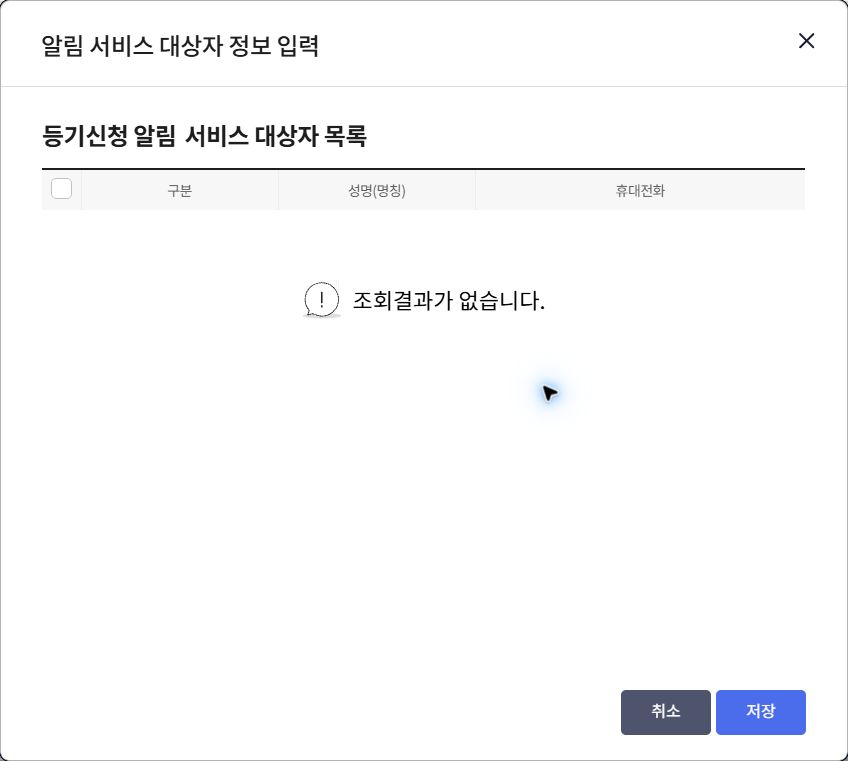 알림 서비스 대상자 정보 입력
등기신청 알림 서비스 대상자 목록
구분 성명(명칭) 휴대전화
! 조회결과가 없습니다.
취소 저장